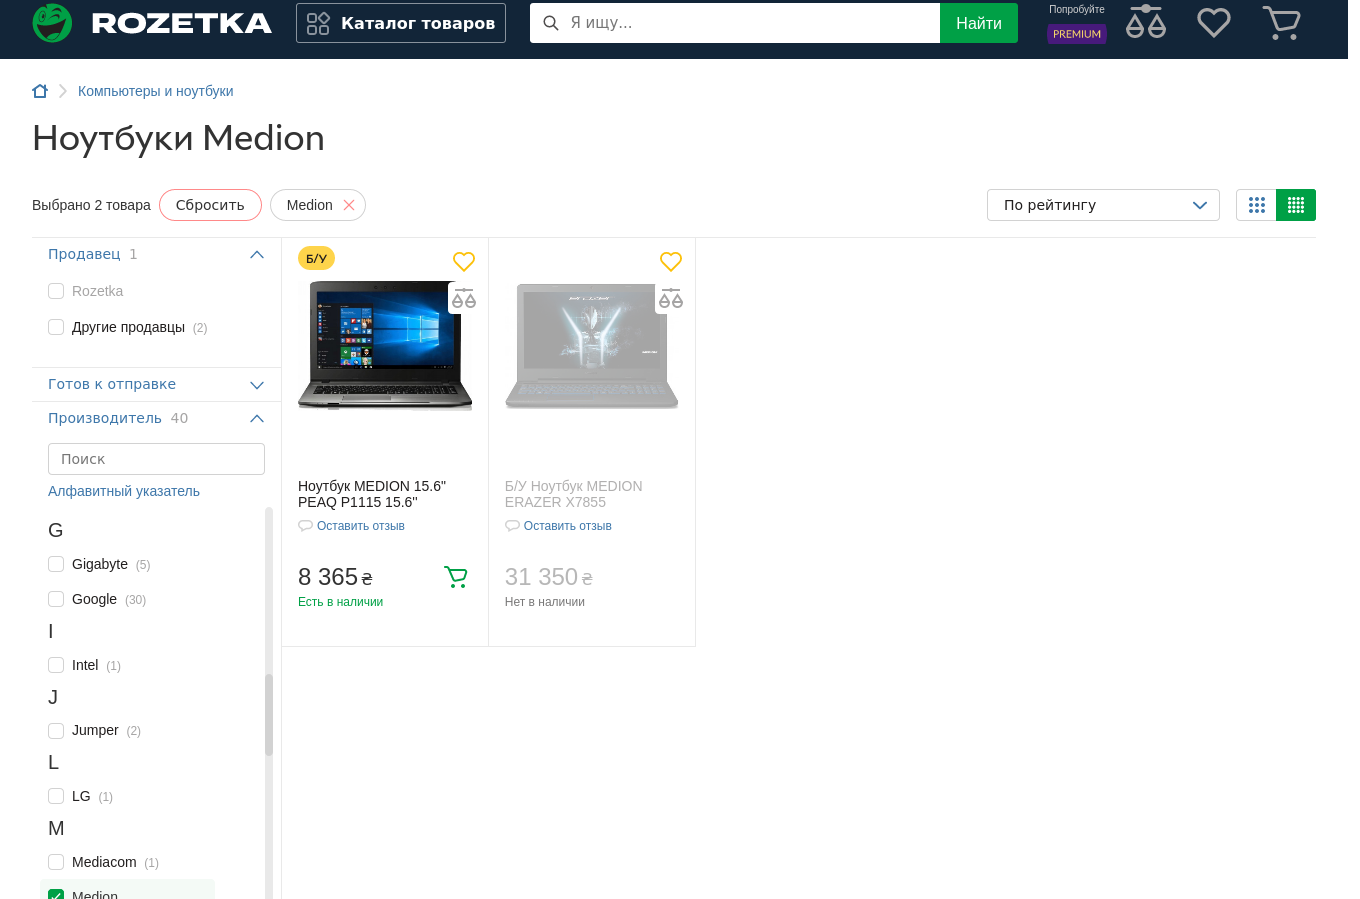 ROZETKA
Каталог товаров
Я ищу...
Найти
Попробуйте
PREMIUM
Компьютеры и ноутбуки
Ноутбуки Medion
Выбрано 2 товара
Сбросить
Medion
По рейтингу
Продавец 1
Rozetka
Другие продавцы (2)
Готов к отправке
Производитель 40
Поиск
Алфавитный указатель
G
Gigabyte (5)
Google (30)
I
Intel (1)
J
Jumper (2)
L
LG (1)
M
Mediacom (1)
Medion
Б/У
Ноутбук MEDION 15.6"
PEAQ P1115 15.6"
Оставить отзыв
8 365 ₴
Есть в наличии
Б/У Ноутбук MEDION
ERAZER X7855
Оставить отзыв
31 350 ₴
Нет в наличии